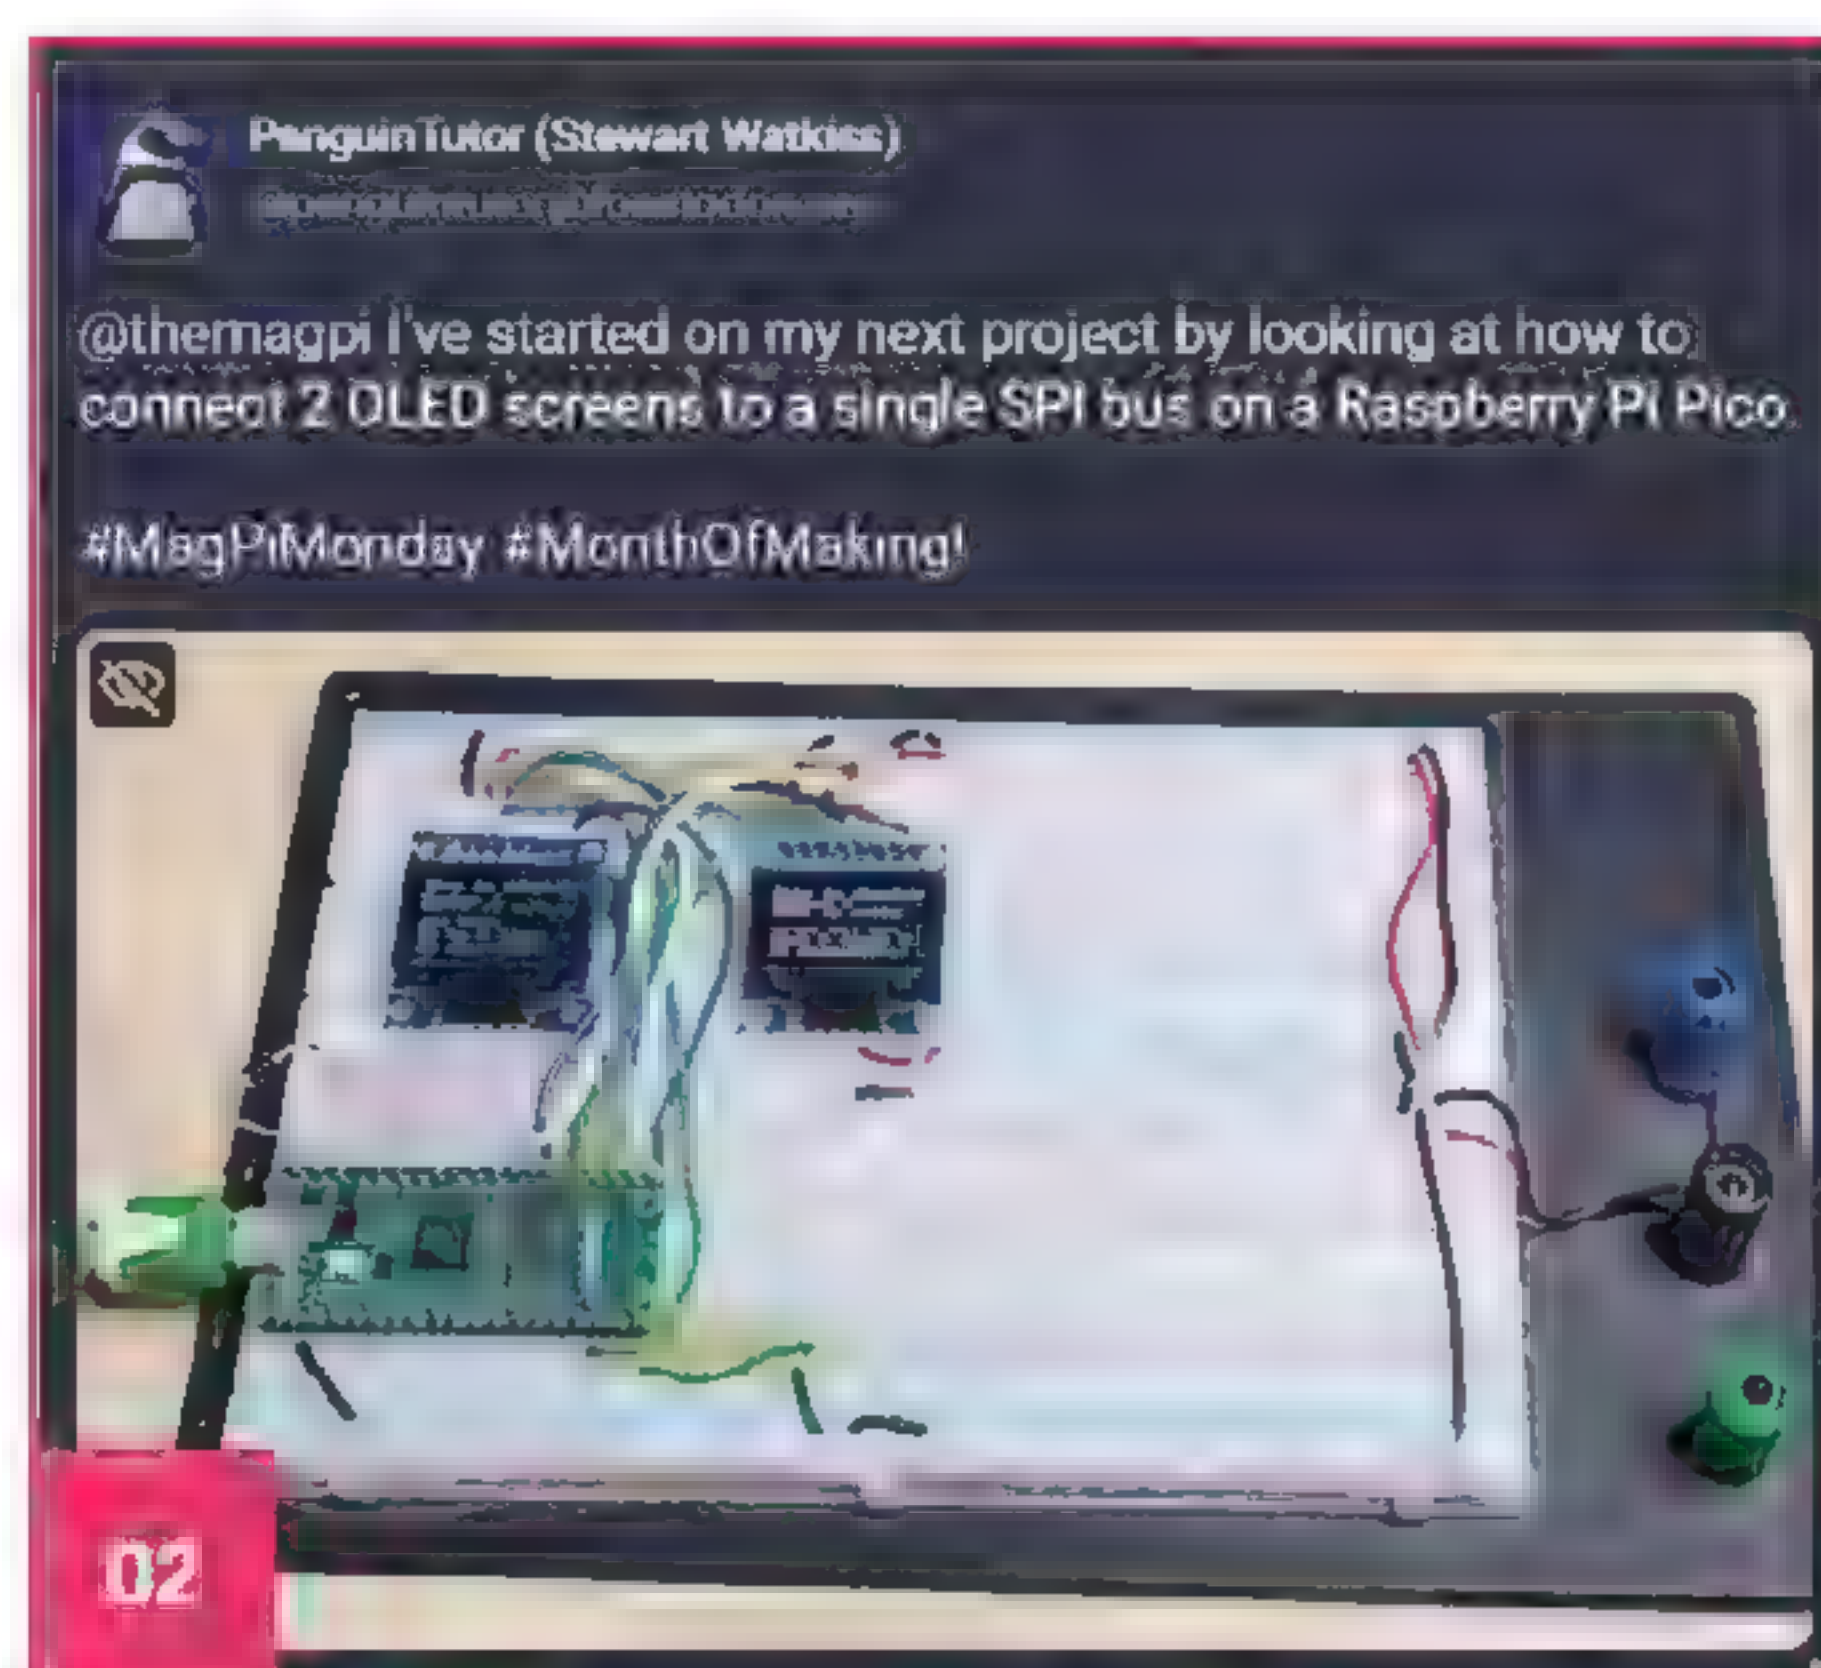 PenguinTutor (Stewart Watkiss)
@themagpi I've started on my next project by looking at how to
connect 2 OLED screens to a single SPI bus on a Raspberry Pi Pico
#MagPiMonday #MonthOfMaking!
02